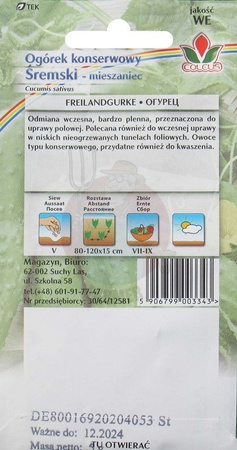 TEK
jakość
WE
Ogórek konserwowy
Śremski - mieszaniec
Cucumis sativus
COLEUS
FREILANDGURKE • ОГУРЕЦ
Odmiana wczesna, bardzo plenna, przeznaczona do
uprawy polowej. Polecana również do wczesnej uprawy
w niskich nieogrzewanych tunelach foliowych. Owoce
typu konserwowego, przydatne również do kwaszenia.
Siew
Aussaat
Посев
Rozstawa
Abstand
Расстояние
Zbiór
Ernte
Сбор
V
80-120x15 cm
VII-IX
Magazyn, Biuro:
62-002 Suchy Las,
ul. Szkolna 58
Tel.(+48) 601-91-77-47
Nr przedsiębiorcy: 30/64/12581
5 906799 003343 >
DE80016920204053 St
Ważne do: 12.2024
Masa netto:
TU OTWIERAĆ